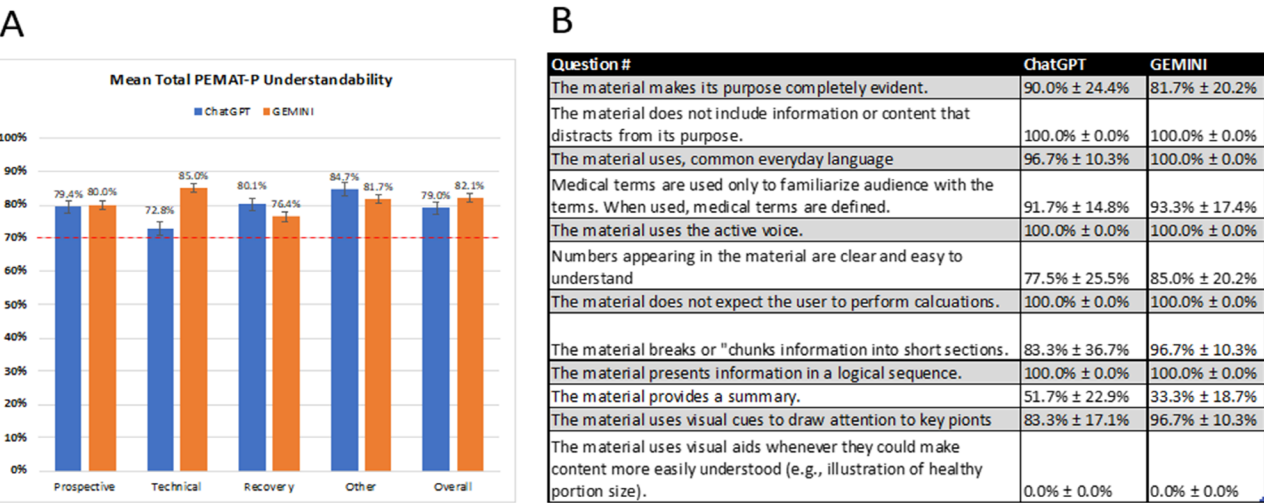 A
Mean Total PEMAT-P Understandability
ChatGPT GEMINI
100%
90%
80%
70%
60%
50%
40%
30%
20%
10%
0%
79.4% 80.0%
72.8% 85.0%
80.1% 76.4%
84.7% 81.7%
79.0% 82.1%
Prospective Technical Recovery Other Overall
B
Question # ChatGPT GEMINI
The material makes its purpose completely evident. 90.0% ± 24.4% 81.7% ± 20.2%
The material does not include information or content that
distracts from its purpose. 100.0% ± 0.0% 100.0% ± 0.0%
The material uses, common everyday language 96.7% ± 10.3% 100.0% ± 0.0%
Medical terms are used only to familiarize audience with the
terms. When used, medical terms are defined. 91.7% ± 14.8% 93.3% ± 17.4%
The material uses the active voice. 100.0% ± 0.0% 100.0% ± 0.0%
Numbers appearing in the material are clear and easy to
understand 77.5% ± 25.5% 85.0% ± 20.2%
The material does not expect the user to perform calcuations. 100.0% ± 0.0% 100.0% ± 0.0%
The material breaks or "chunks information into short sections. 83.3% ± 36.7% 96.7% ± 10.3%
The material presents information in a logical sequence. 100.0% ± 0.0% 100.0% ± 0.0%
The material provides a summary. 51.7% ± 22.9% 33.3% ± 18.7%
The material uses visual cues to draw attention to key pionts 83.3% ± 17.1% 96.7% ± 10.3%
The material uses visual aids whenever they could make
content more easily understood (e.g., illustration of healthy
portion size). 0.0% ± 0.0% 0.0% ± 0.0%